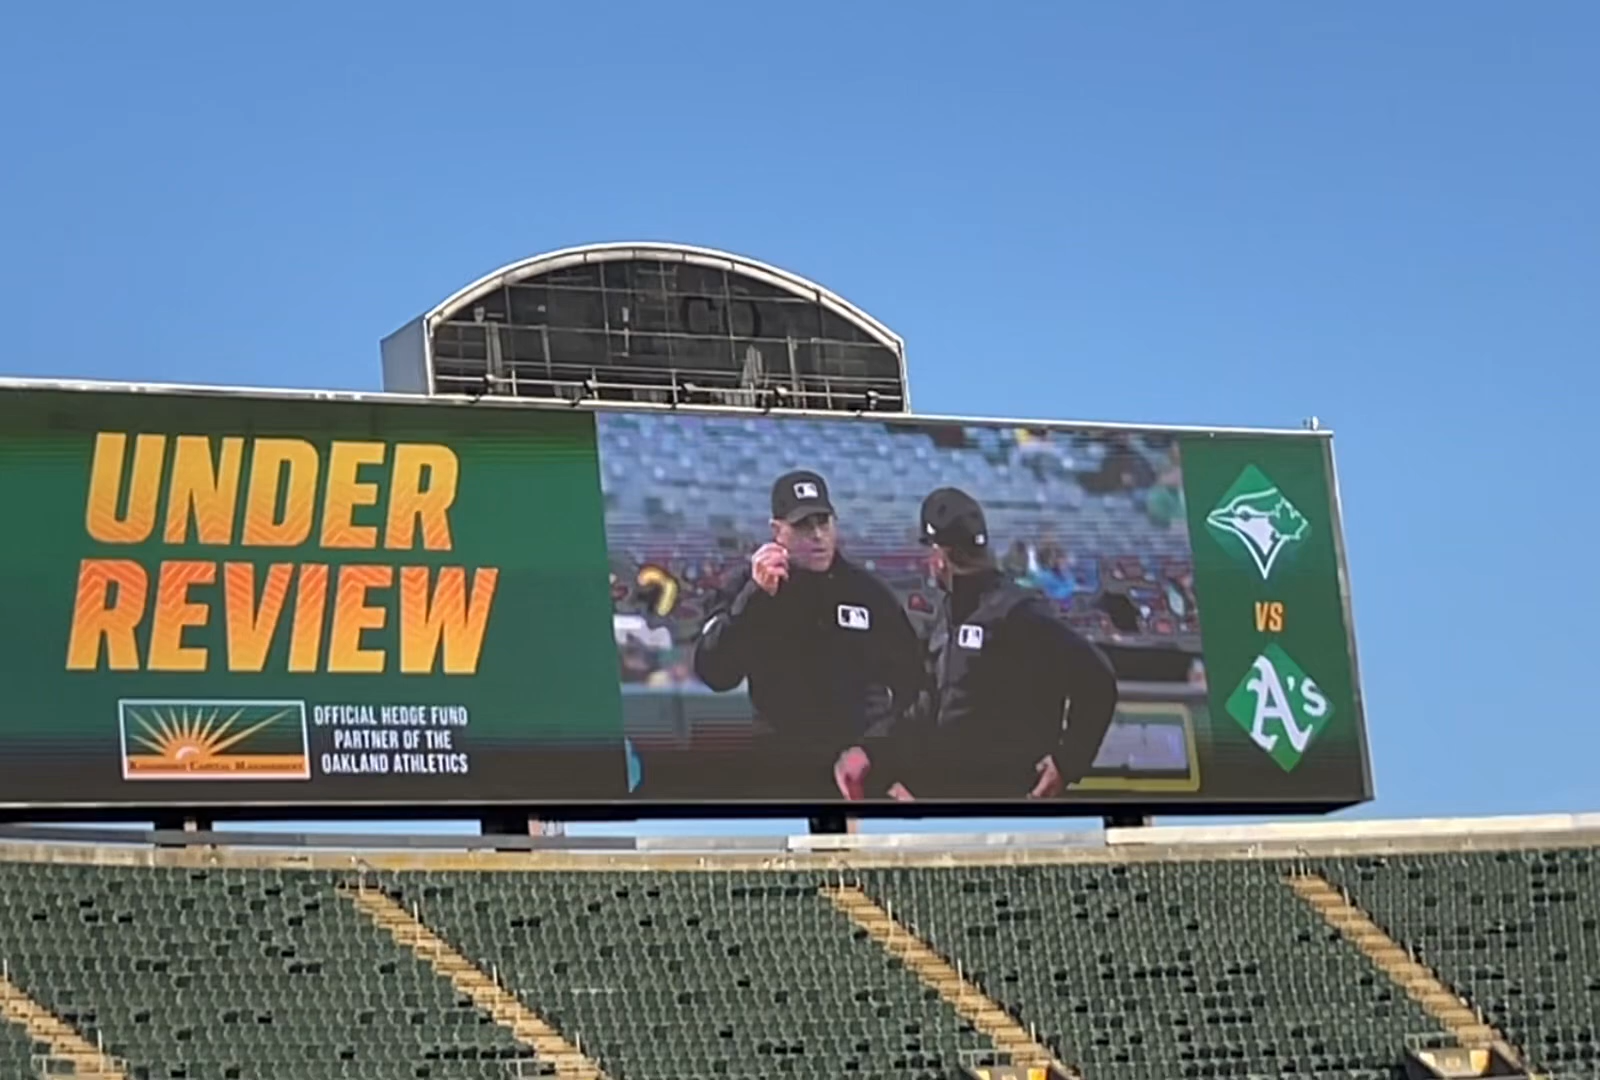 UNDER
REVIEW
OFFICIAL HEDGE FUND
PARTNER OF THE
OAKLAND ATHLETICS
VS
A's